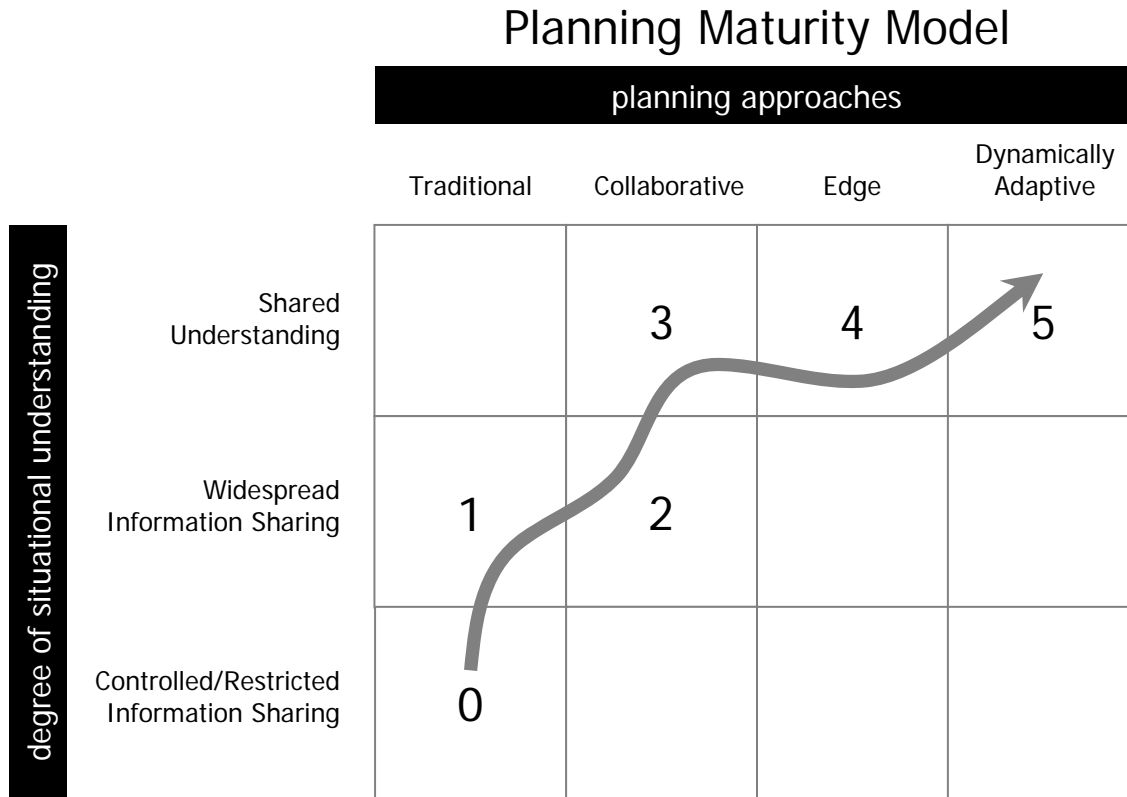 Planning Maturity Model
planning approaches
Traditional
Collaborative
Edge
Dynamically
Adaptive
degree of situational understanding
Shared
Understanding
3
4
5
Widespread
Information Sharing
1
2
Controlled/Restricted
Information Sharing
0